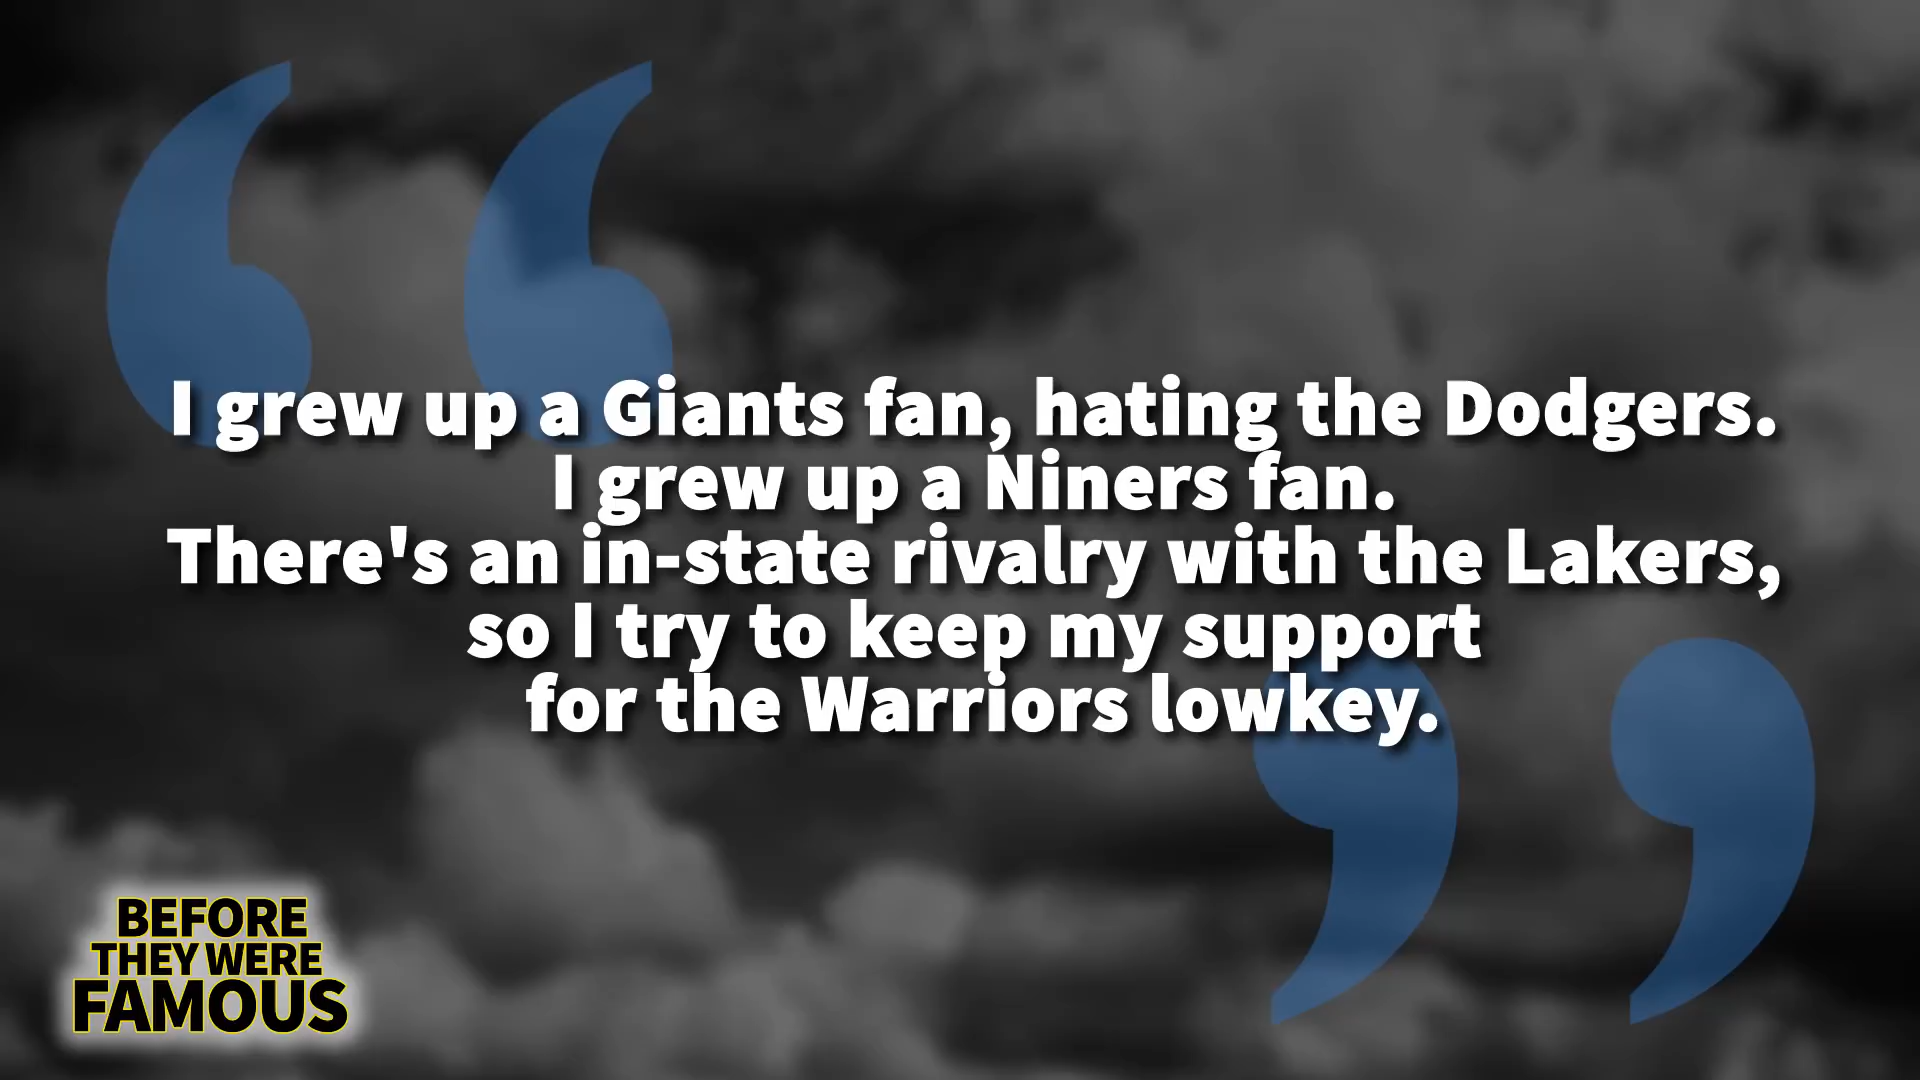 I grew up a Giants fan, hating the Dodgers.
I grew up a Niners fan.
There's an in-state rivalry with the Lakers,
so I try to keep my support
for the Warriors lowkey.
BEFORE
THEY WERE
FAMOUS